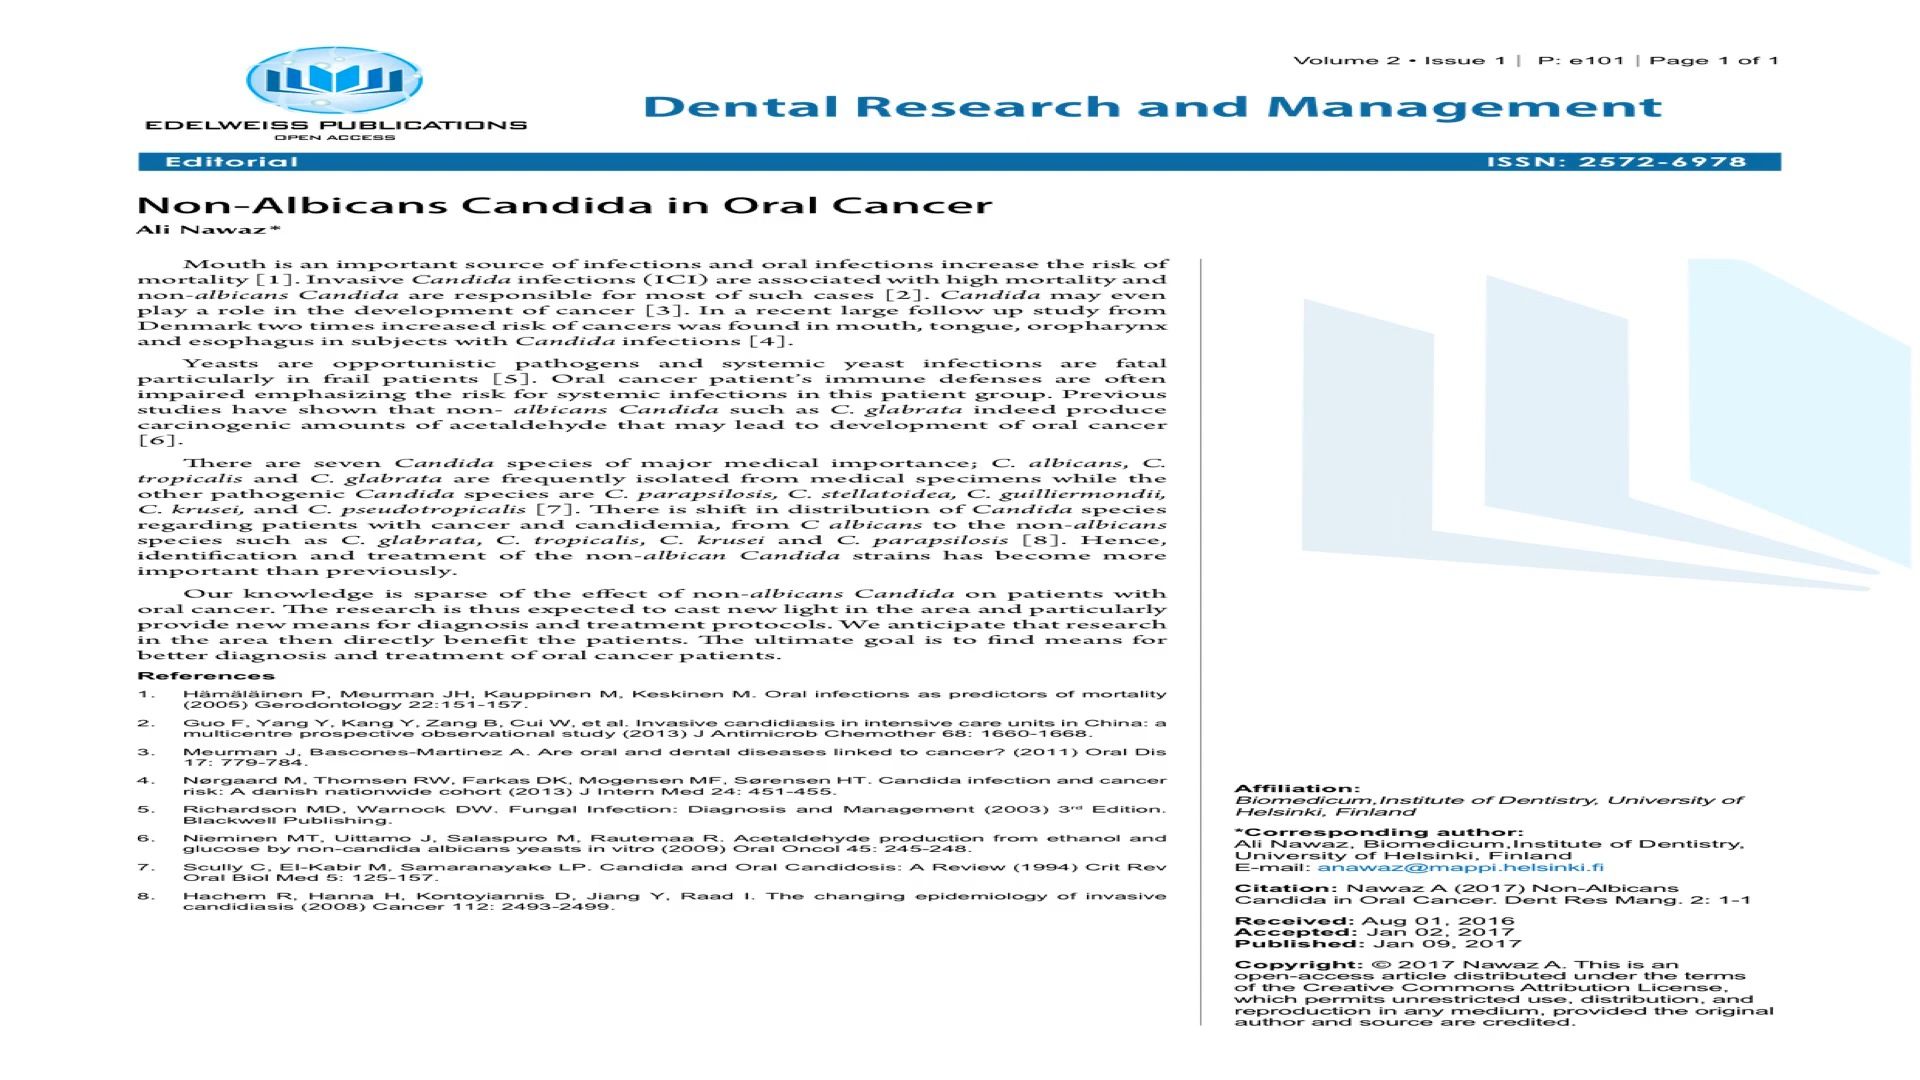 Volume 2 • Issue 1 | P: e101 | Page 1 of 1
EDELWEISS PUBLICATIONS
OPEN ACCESS
Dental Research and Management
Editorial
ISSN: 2572-6978
Non-Albicans Candida in Oral Cancer
Ali Nawaz*
Mouth is an important source of infections and oral infections increase the risk of
mortality [1]. Invasive Candida infections (ICI) are associated with high mortality and
non-albicans Candida are responsible for most of such cases [2]. Candida may even
play a role in the development of cancer [3]. In a recent large follow up study from
Denmark two times increased risk of cancers was found in mouth, tongue, oropharynx
and esophagus in subjects with Candida infections [4].
Yeasts are opportunistic pathogens and systemic yeast infections are fatal
particularly in frail patients [5]. Oral cancer patient's immune defenses are often
impaired emphasizing the risk for systemic infections in this patient group. Previous
studies have shown that non- albicans Candida such as C. glabrata indeed produce
carcinogenic amounts of acetaldehyde that may lead to development of oral cancer
[6].
There are seven Candida species of major medical importance; C. albicans, C.
tropicalis and C. glabrata are frequently isolated from medical specimens while the
other pathogenic Candida species are C. parapsilosis, C. stellatoidea, C. guilliermondii,
C. krusei, and C. pseudotropicalis [7]. There is shift in distribution of Candida species
regarding patients with cancer and candidemia, from C albicans to the non-albicans
species such as C. glabrata, C. tropicalis, C. krusei and C. parapsilosis [8]. Hence,
identification and treatment of the non-albican Candida strains has become more
important than previously.
Our knowledge is sparse of the effect of non-albicans Candida on patients with
oral cancer. The research is thus expected to cast new light in the area and particularly
provide new means for diagnosis and treatment protocols. We anticipate that research
in the area then directly benefit the patients. The ultimate goal is to find means for
better diagnosis and treatment of oral cancer patients.
References
1. Hämäläinen P, Meurman JH, Kauppinen M, Keskinen M. Oral infections as predictors of mortality
(2005) Gerodontology 22:151-157.
2. Guo F, Yang Y, Kang Y, Zang B, Cui W, et al. Invasive candidiasis in intensive care units in China: a
multicentre prospective observational study (2013) J Antimicrob Chemother 68: 1660-1668.
3. Meurman J, Bascones-Martinez A. Are oral and dental diseases linked to cancer? (2011) Oral Dis
17: 779-784.
4. Nørgaard M, Thomsen RW, Farkas DK, Mogensen MF, Sørensen HT. Candida infection and cancer
risk: A danish nationwide cohort (2013) J Intern Med 24: 451-455.
5. Richardson MD, Warnock DW. Fungal Infection: Diagnosis and Management (2003) 3rd Edition.
Blackwell Publishing.
6. Nieminen MT, Uittamo J, Salaspuro M, Rautemaa R. Acetaldehyde production from ethanol and
glucose by non-candida albicans yeasts in vitro (2009) Oral Oncol 45: 245-248.
7. Scully C, El-Kabir M, Samaranayake LP. Candida and Oral Candidosis: A Review (1994) Crit Rev
Oral Biol Med 5: 125-157.
8. Hachem R, Hanna H, Kontoyiannis D, Jiang Y, Raad I. The changing epidemiology of invasive
candidiasis (2008) Cancer 112: 2493-2499.
Affiliation:
Biomedicum,Institute of Dentistry, University of
Helsinki, Finland
*Corresponding author:
Ali Nawaz, Biomedicum,Institute of Dentistry,
University of Helsinki, Finland
E-mail: anawaz@mappi.helsinki.fi
Citation: Nawaz A (2017) Non-Albicans
Candida in Oral Cancer. Dent Res Mang. 2: 1-1
Received: Aug 01, 2016
Accepted: Jan 02, 2017
Published: Jan 09, 2017
Copyright: © 2017 Nawaz A. This is an
open-access article distributed under the terms
of the Creative Commons Attribution License,
which permits unrestricted use, distribution, and
reproduction in any medium, provided the original
author and source are credited.